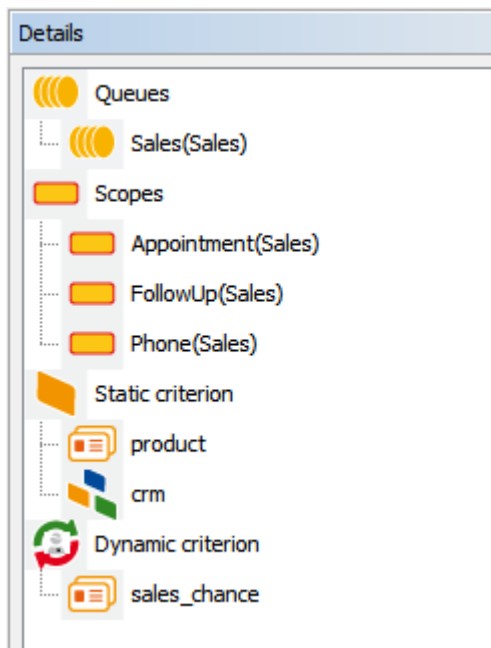 Details
Queues
Sales(Sales)
Scopes
Appointment(Sales)
FollowUp(Sales)
Phone(Sales)
Static criterion
product
crm
Dynamic criterion
sales_chance